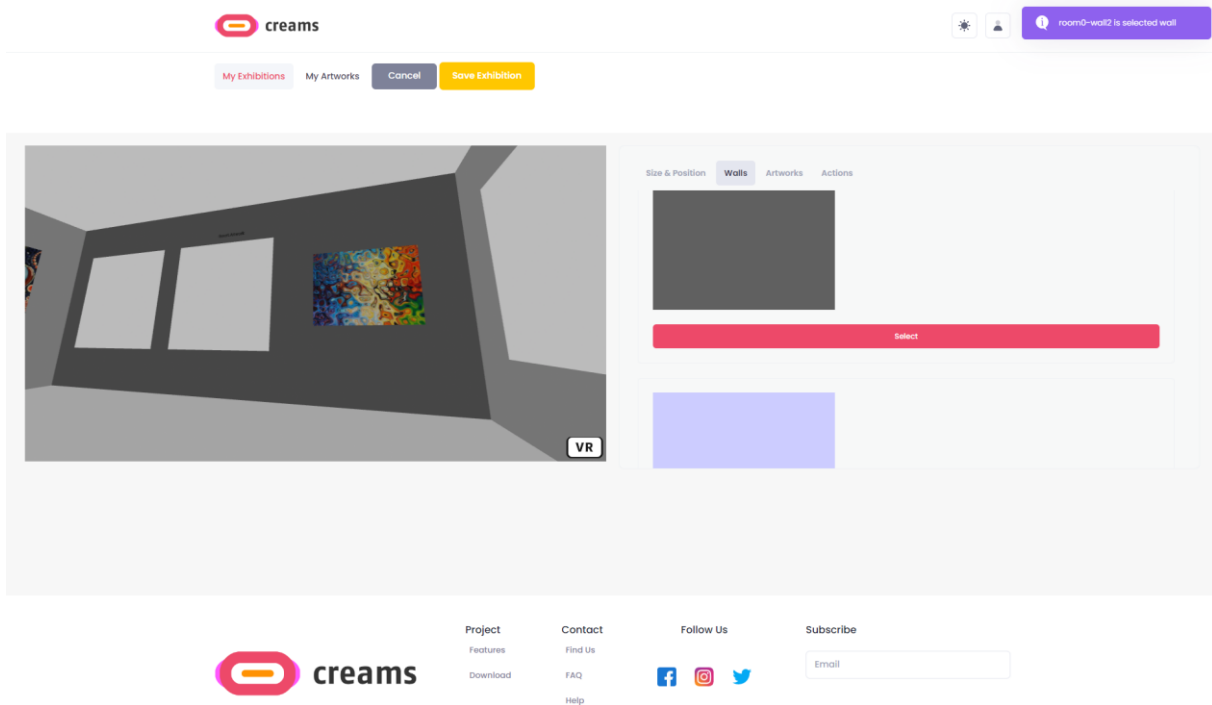 creams
room0-wall2 is selected wall
My Exhibitions My Artworks Cancel Save Exhibition
Size & Position Walls Artworks Actions
VR
Select
Project Contact Follow Us Subscribe
Features Find Us
Email
creams
Download FAQ
Help